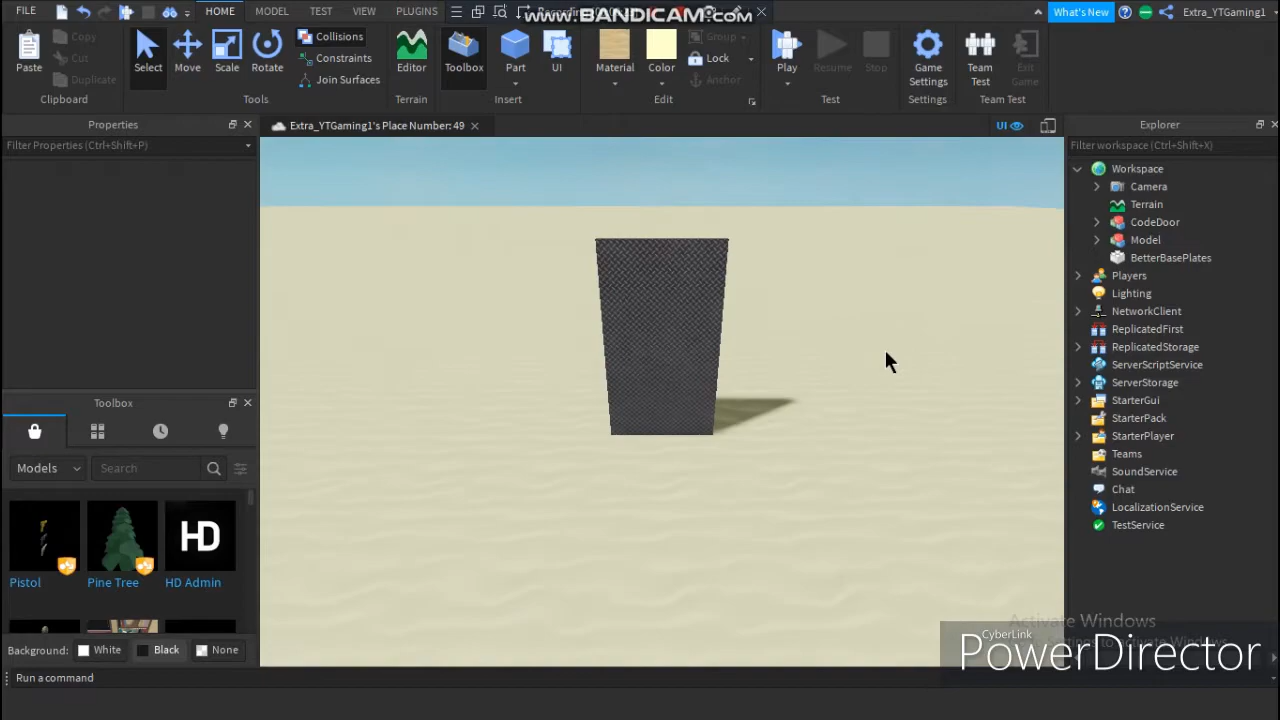 FILE HOME MODEL TEST VIEW PLUGINS www.BANDICAM.com What's New Extra_YTGaming1
Paste Copy Cut Duplicate
Select Move Scale Rotate
Collisions
Constraints
Join Surfaces
Editor Toolbox Part UI
Material Color Group Lock Anchor
Play Resume Stop
Game Settings
Team Test
Exit Game
Clipboard Tools Terrain Insert Edit Test Settings Team Test
Properties
Filter Properties (Ctrl+Shift+P)
Extra_YTGaming1's Place Number: 49
UI
Explorer
Filter workspace (Ctrl+Shift+X)
Workspace
Camera
Terrain
CodeDoor
Model
BetterBasePlates
Players
Lighting
NetworkClient
ReplicatedFirst
ReplicatedStorage
ServerScriptService
ServerStorage
StarterGui
StarterPack
StarterPlayer
Teams
SoundService
Chat
LocalizationService
TestService
Toolbox
Models Search
HD
Pistol Pine Tree HD Admin
Background: White Black None
Run a command
Activate Windows
CyberLink
PowerDirector